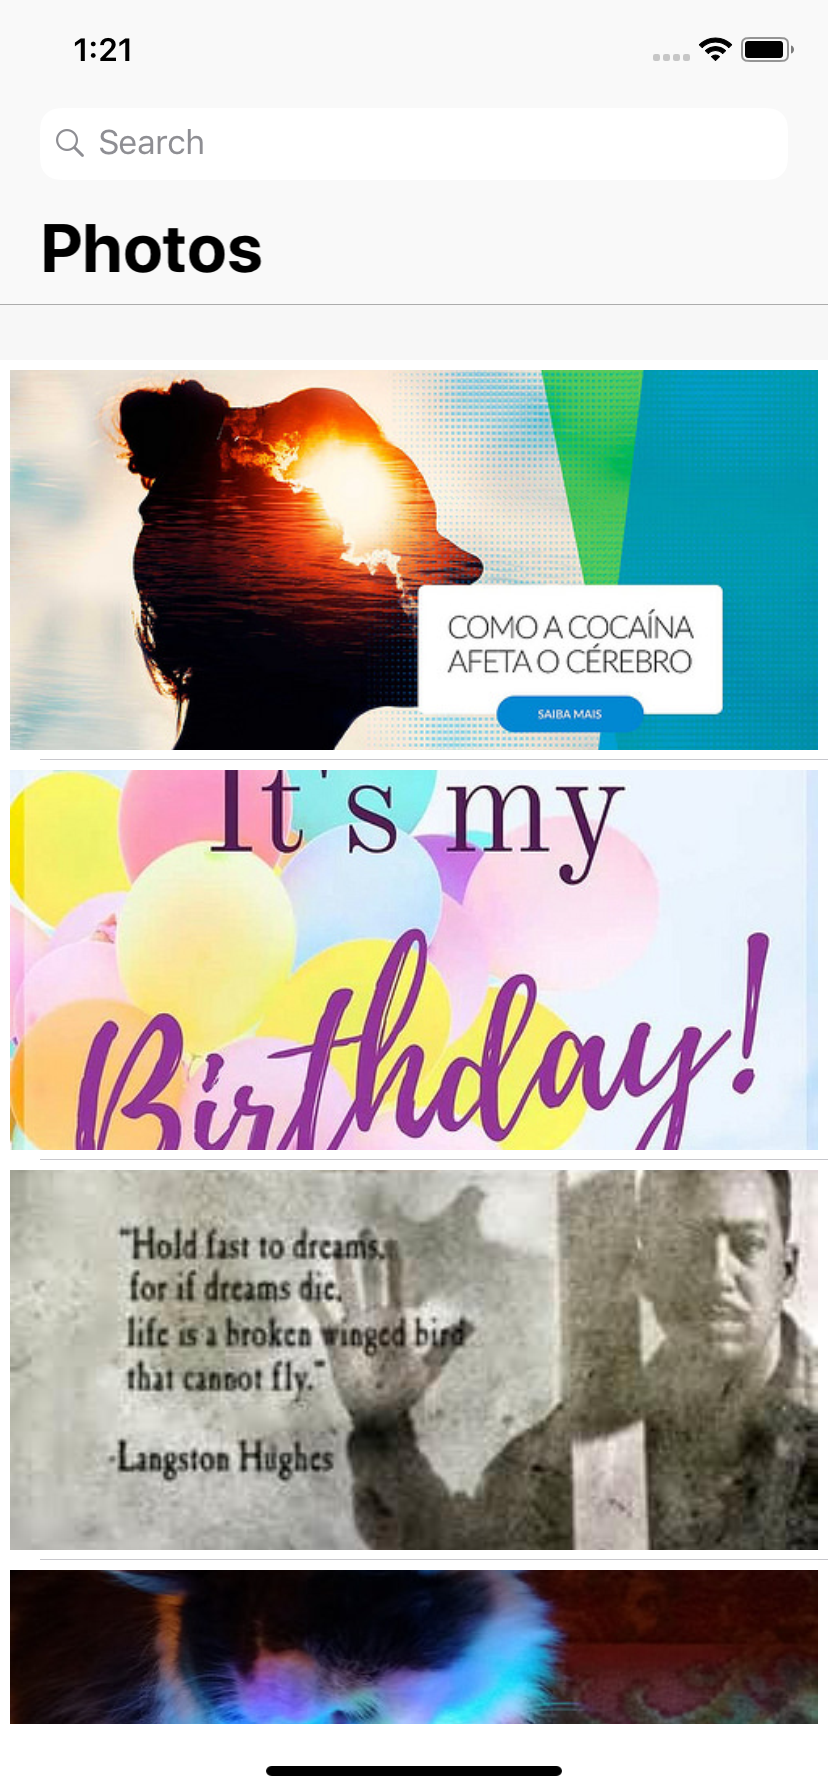 1:21
Search
Photos
COMO A COCAÍNA
AFETA O CÉREBRO
SAIBA MAIS
It's my
Birthday!
"Hold fast to dreams,
for if dreams die,
life is a broken winged bird
that cannot fly."
-Langston Hughes